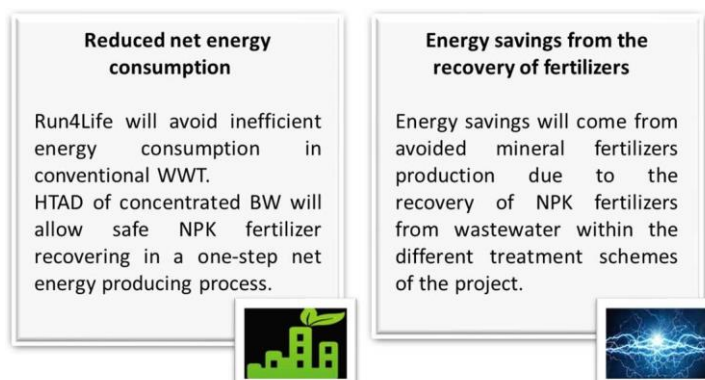 Reduced net energy
consumption
Run4Life will avoid inefficient
energy consumption in
conventional WWT.
HTAD of concentrated BW will
allow safe NPK fertilizer
recovering in a one-step net
energy producing process.
Energy savings from the
recovery of fertilizers
Energy savings will come from
avoided mineral fertilizers
production due to the
recovery of NPK fertilizers
from wastewater within the
different treatment schemes
of the project.